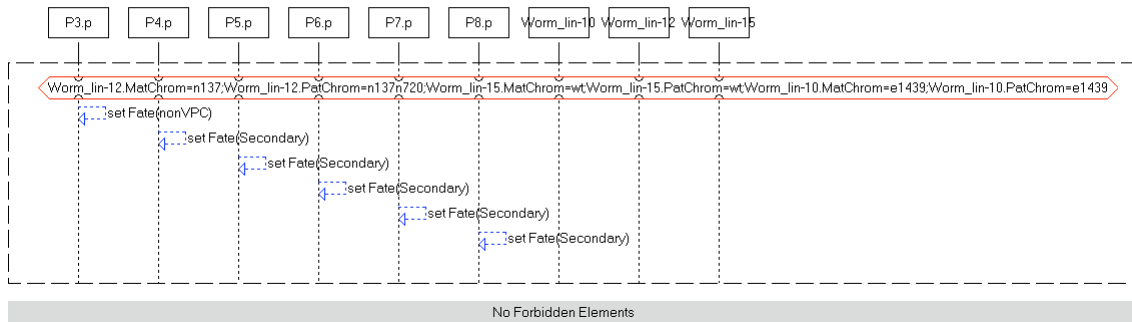 P3.p P4.p P5.p P6.p P7.p P8.p Worm_lin-10 Worm_lin-12 Worm_lin-15
Worm_lin-12.MatChrom=n137;Worm_lin-12.PatChrom=n137n720;Worm_lin-15.MatChrom=wt;Worm_lin-15.PatChrom=wt;Worm_lin-10.MatChrom=e1439;Worm_lin-10.PatChrom=e1439
set Fate(nonVPC)
set Fate(Secondary)
set Fate(Secondary)
set Fate(Secondary)
set Fate(Secondary)
set Fate(Secondary)
No Forbidden Elements